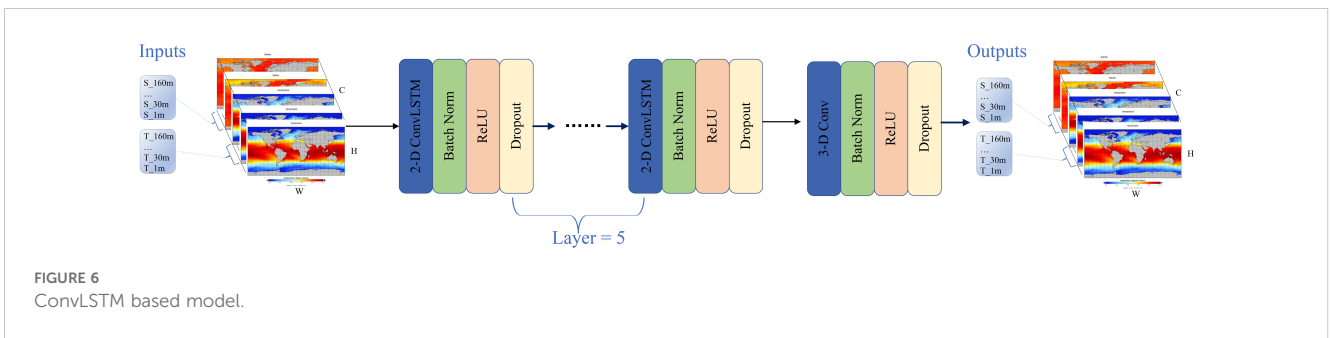 Inputs
S_160m
...
S_30m
S_1m
T_160m
...
T_30m
T_1m
C
H
W
2-D ConvLSTM
Batch Norm
ReLU
Dropout
......
2-D ConvLSTM
Batch Norm
ReLU
Dropout
Layer = 5
3-D Conv
Batch Norm
ReLU
Dropout
Outputs
S_160m
...
S_30m
S_1m
T_160m
...
T_30m
T_1m
C
H
W
FIGURE 6
ConvLSTM based model.